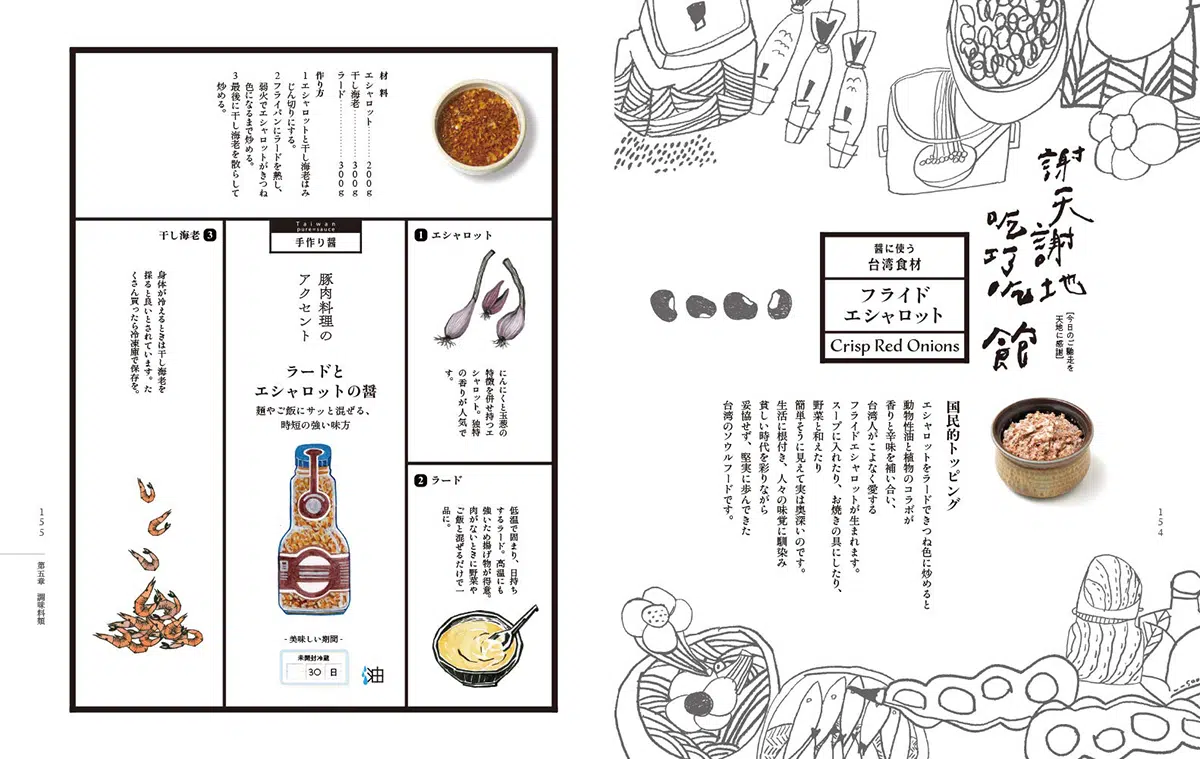 謝天謝地
吃巧吃飽
［今日のご馳走を
天地に感謝］
醤に使う
台湾食材
フライド
エシャロット
Crisp Red Onions
国民的トッピング
エシャロットをラードできつね色に炒めると
動物性油と植物のコラボが
香りと辛味を補い合い、
台湾人がこよなく愛する
フライドエシャロットが生まれます。
スープに入れたり、お焼きの具にしたり、
野菜と和えたり
簡単そうに見えて実は奥深いのです。
生活に根付き、人々の味覚に馴染み
貧しい時代を彩りながら
妥協せず、堅実に歩んできた
台湾のソウルフードです。
154
材料
エシャロット…………200g
干し海老…………300g
ラード…………300g
作り方
1 エシャロットと干し海老はみ
じん切りにする。
2 フライパンにラードを熱し、
弱火でエシャロットがきつね
色になるまで炒める。
3 最後に干し海老を散らして
炒める。
1 エシャロット
にんにくと玉葱の
特徴を併せ持つエ
シャロット。独特
の香りが人気で
す。
2 ラード
低温で固まり、日持ち
するラード。高温にも
強いため揚げ物が得意。
肉がないときに野菜や
ご飯と混ぜるだけで一
品に。
Taiwan
pure=sauce
手作り醤
豚肉料理の
アクセント
ラードと
エシャロットの醤
麺やご飯にサッと混ぜる、
時短の強い味方
- 美味しい期間 -
未開封冷蔵
30 日
油
3 干し海老
身体が冷えるときは干し海老を
採ると良いとされています。た
くさん買ったら冷凍庫で保存を。
155
第五章 調味料類